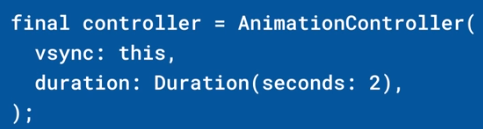 final controller = AnimationController(
  vsync: this,
  duration: Duration(seconds: 2),
);